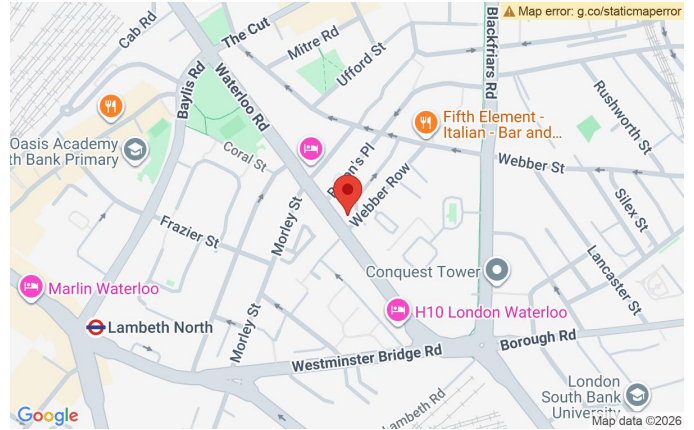 Map error: g.co/staticmaperror
Cab Rd
The Cut
Mitre Rd
Ufford St
Blackfriars Rd
Baylis Rd
Waterloo Rd
Rushworth St
Fifth Element -
Italian - Bar and...
Oasis Academy
th Bank Primary
Coral St
Webber St
Webber Row
Silex St
Frazier St
Morley St
Lancaster St
Conquest Tower
Marlin Waterloo
H10 London Waterloo
Lambeth North
Morley St
Borough Rd
Westminster Bridge Rd
London
South Bank
University
Lambeth Rd
Google
Map data ©2026